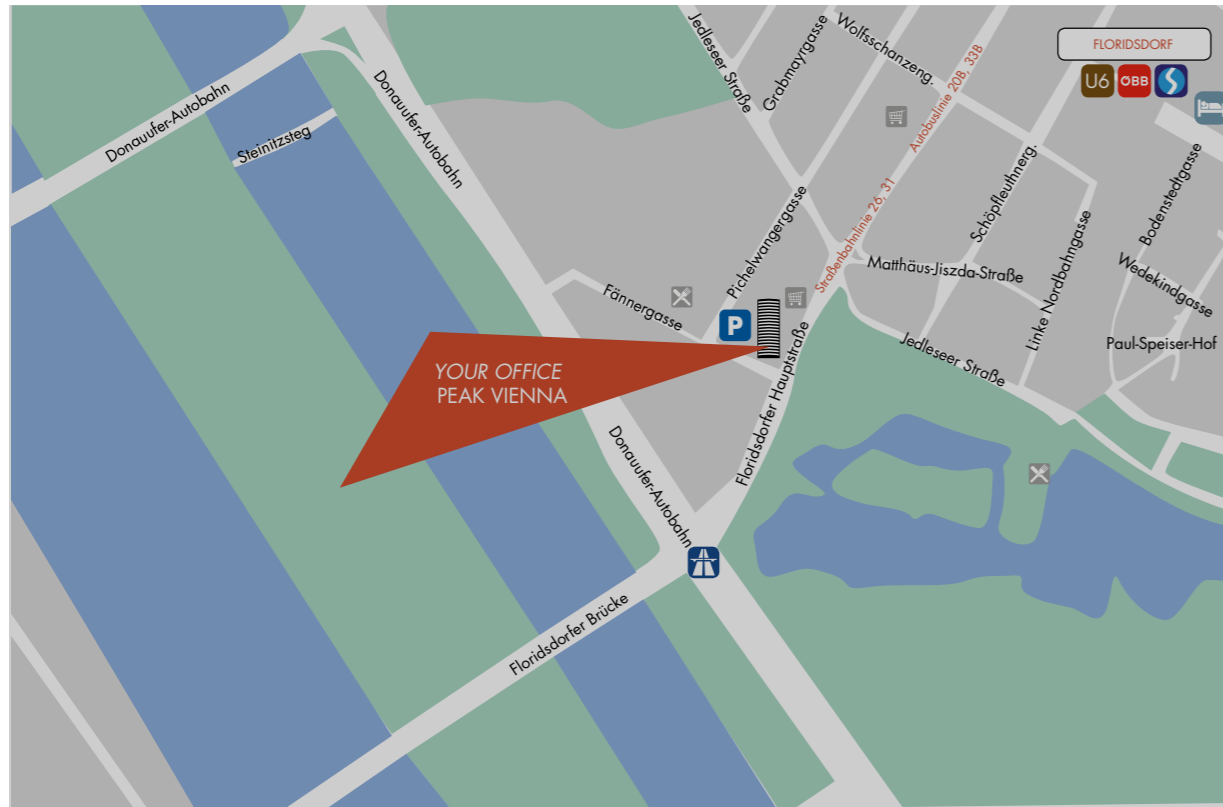 Jedleseer Straße
Grabmayrgasse
Wolfsschanzeng.
Autobuslinie 20B, 33B
FLORIDSDORF
U6
ÖBB
S
Donauufer-Autobahn
Steinitzsteg
Donauufer-Autobahn
Schöpfleuthnerg.
Bodenstedtgasse
Straßenbahnlinie 26, 31
Pichelwangergasse
Matthäus-Jiszda-Straße
Linke Nordbahngasse
Wedekindgasse
Fännergasse
P
Jedleseer Straße
Paul-Speiser-Hof
YOUR OFFICE
PEAK VIENNA
Floridsdorfer Hauptstraße
Donauufer-Autobahn
Floridsdorfer Brücke